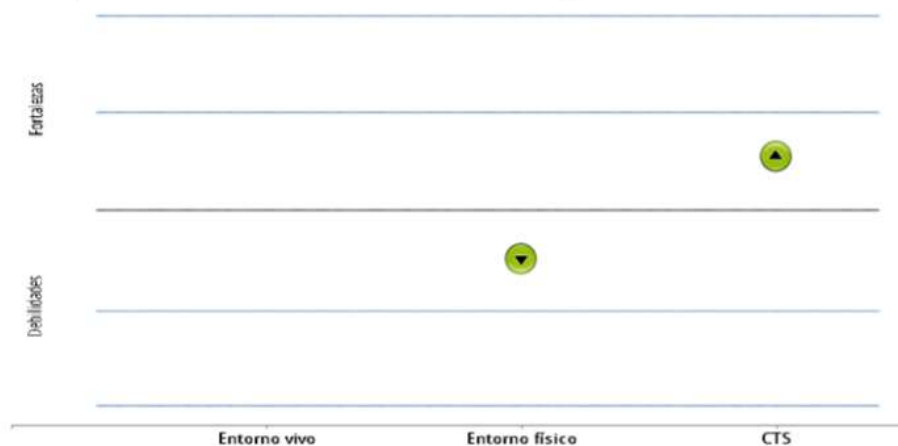 Fortalezas
Debilidades
Entorno vivo
Entorno físico
CTS